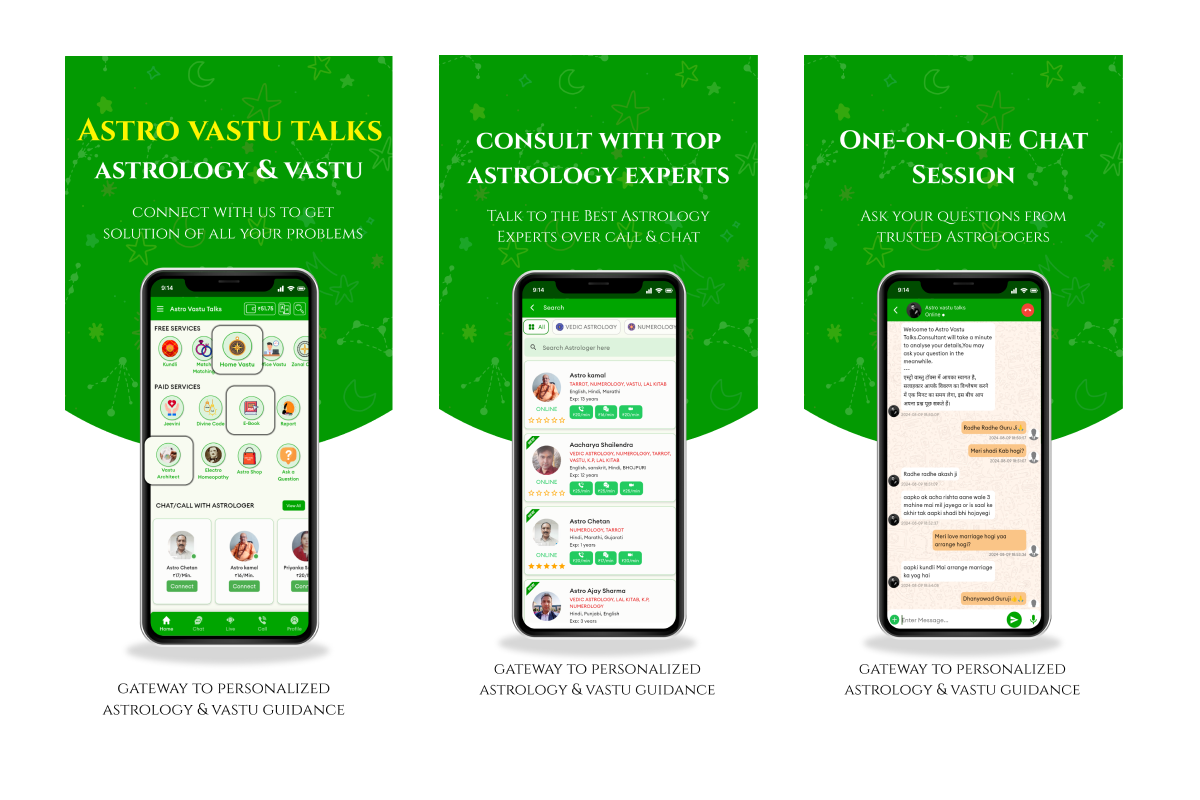 ASTRO VASTU TALKS
ASTROLOGY & VASTU
CONNECT WITH US TO GET
SOLUTION OF ALL YOUR PROBLEMS
9:14
Astro Vastu Talks
₹51.75
FREE SERVICES
Kundli
Match
Matching
Home Vastu
Office Vastu
Zonal C
PAID SERVICES
Jeevini
Divine Code
E-Book
Report
Vastu
Architect
Electro
Homeopathy
Astro Shop
Ask a
Question
CHAT/CALL WITH ASTROLOGER
View All
Astro Chetan
₹17/Min.
Connect
Astro kamal
₹16/Min.
Connect
Priyanka S
₹20/
Conn
Home
Chat
Live
Call
Profile
GATEWAY TO PERSONALIZED
ASTROLOGY & VASTU GUIDANCE
CONSULT WITH TOP
ASTROLOGY EXPERTS
TALK TO THE BEST ASTROLOGY
EXPERTS OVER CALL & CHAT
9:14
Search
All
VEDIC ASTROLOGY
NUMEROLOGY
Search Astrologer here
Astro kamal
TARROT, NUMEROLOGY, VASTU, LAL KITAB
English, Hindi, Marathi
Exp: 13 years
ONLINE
NEW
Aacharya Shailendra
VEDIC ASTROLOGY, NUMEROLOGY, TARROT,
VASTU, K.P, LAL KITAB
English, sanskrit, Hindi, BHOJPURI
Exp: 12 years
ONLINE
NEW
Astro Chetan
NUMEROLOGY, TARROT
Hindi, Marathi, Gujarati
Exp: 1 years
ONLINE
NEW
Astro Ajay Sharma
VEDIC ASTROLOGY, LAL KITAB, K.P,
NUMEROLOGY
Hindi, Punjabi, English
Exp: 3 years
GATEWAY TO PERSONALIZED
ASTROLOGY & VASTU GUIDANCE
ONE-ON-ONE CHAT
SESSION
ASK YOUR QUESTIONS FROM
TRUSTED ASTROLOGERS
9:14
Astro vastu talks
Online
Welcome to Astro Vastu
Talks.Consultant will take a minute
to analyse your details,You may
ask your question in the
meanwhile.
---
एस्ट्रो वास्तु टॉक्स में आपका स्वागत है,
सलाहकार आपके विवरण का विश्लेषण करने
में एक मिनट का समय लेगा, इस बीच आप
अपना प्रश्न पूछ सकते हैं।
Radhe Radhe Guru Ji🙏
Meri shadi Kab hogi?
Radhe radhe akash ji
aapko ak acha rishta aane wale 3
mahine mai mil jayega or is saal ke
akhir tak aapki shadi bhi hojayegi
Meri love marriage hogi yaa
arrange hogi?
aapki kundli Mai arrange marriage
ka yog hai
Dhanyawad Guruji🙏🙏
Enter Message...
GATEWAY TO PERSONALIZED
ASTROLOGY & VASTU GUIDANCE